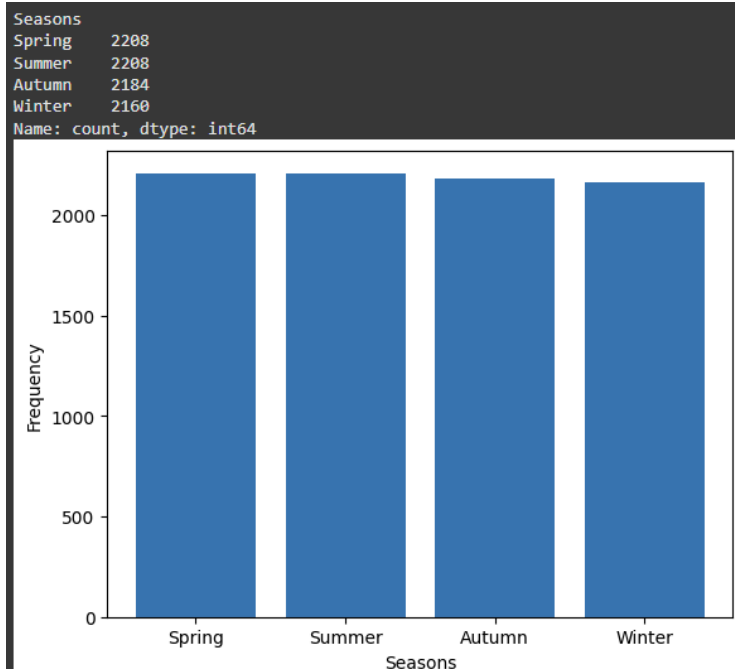 Seasons
Spring    2208
Summer    2208
Autumn    2184
Winter    2160
Name: count, dtype: int64
2000
1500
1000
500
0
Frequency
Spring Summer Autumn Winter
Seasons